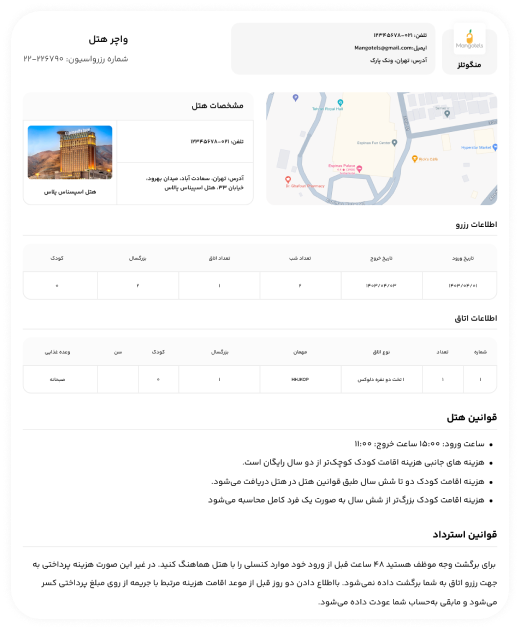 Mangotels
منگوتلز
تلفن: ۰۲۱-۱۲۳۴۵۶۷۸
ایمیل: Mangotels@gmail.com
آدرس: تهران، ونک پارک
واچر هتل
شماره رزرواسیون: ۲۲-۲۲۶۷۹۰
مشخصات هتل
تلفن: ۰۲۱-۱۲۳۴۵۶۷۸
آدرس: تهران، سعادت آباد، میدان بهرود،
خیابان ۳۳، هتل اسپیناس پالاس
هتل اسپسناس پلاس
اطلاعات رزرو
تاریخ ورود تاریخ خروج تعداد شب تعداد اتاق بزرگسال کودک
۱۴۰۳/۰۴/۰۱ ۱۴۰۳/۰۴/۰۳ ۲ ۱ ۲ ۰
اطلاعات اتاق
شماره تعداد نوع اتاق مهمان بزرگسال کودک سن وعده غذایی
۱ ۱ ۱ تخت دو نفره دلوکس ۱ ۰ صبحانه
قوانین هتل
ساعت ورود: ۱۵:۰۰ ساعت خروج: ۱۱:۰۰
هزینه های جانبی هزینه اقامت کودک کوچک‌تر از دو سال رایگان است.
هزینه اقامت کودک دو تا شش سال طبق قوانین هتل در هتل دریافت می‌شود.
هزینه اقامت کودک بزرگ‌تر از شش سال به صورت یک فرد کامل محاسبه می‌شود
قوانین استرداد
برای برگشت وجه موظف هستید ۴۸ ساعت قبل از ورود خود موارد کنسلی را با هتل هماهنگ کنید. در غیر این صورت هزینه پرداختی به
جهت رزرو اتاق به شما برگشت داده نمی‌شود. بااطلاع دادن دو روز قبل از موعد اقامت هزینه مرتبط با جریمه از روی مبلغ پرداختی کسر
می‌شود و مابقی به‌حساب شما عودت داده می‌شود.